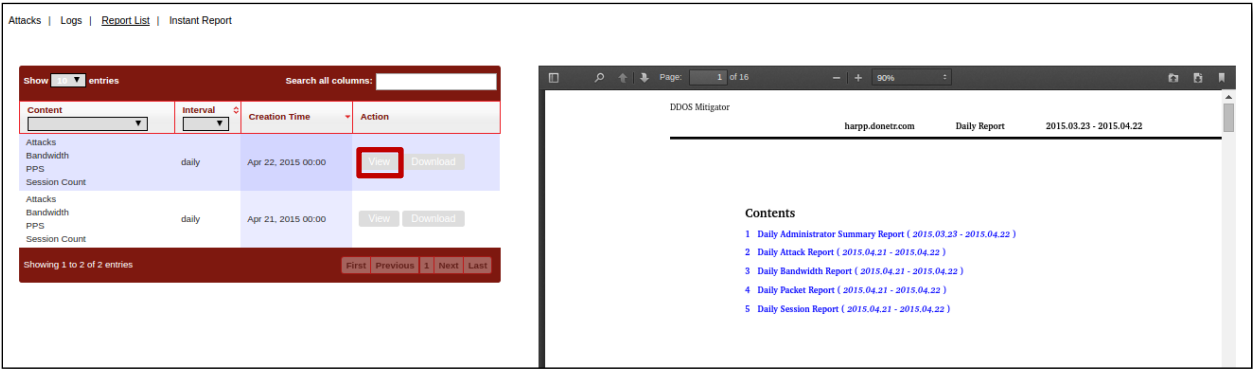 Attacks | Logs | Report List | Instant Report
Show 10 entries
Search all columns:
Content
Interval
Creation Time
Action
Attacks
Bandwidth
PPS
Session Count
daily
Apr 22, 2015 00:00
View
Download
Attacks
Bandwidth
PPS
Session Count
daily
Apr 21, 2015 00:00
View
Download
Showing 1 to 2 of 2 entries
First Previous 1 Next Last
Page: 1 of 16
90%
DDOS Mitigator
harpp.donetr.com Daily Report 2015.03.23 - 2015.04.22
Contents
1 Daily Administrator Summary Report ( 2015.03.23 - 2015.04.22 )
2 Daily Attack Report ( 2015.04.21 - 2015.04.22 )
3 Daily Bandwidth Report ( 2015.04.21 - 2015.04.22 )
4 Daily Packet Report ( 2015.04.21 - 2015.04.22 )
5 Daily Session Report ( 2015.04.21 - 2015.04.22 )